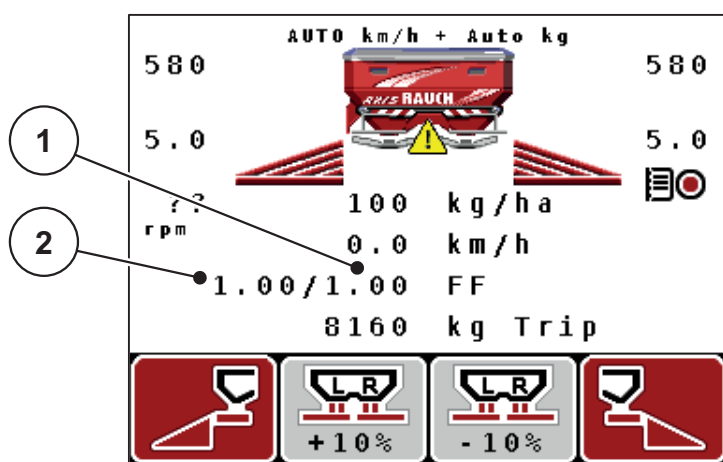 AUTO km/h + Auto kg
580
580
AXIS RAUCH
5.0
5.0
1
??
rpm
100 kg/ha
2
0.0 km/h
1.00/1.00 FF
8160 kg Trip
L R
+10%
L R
-10%